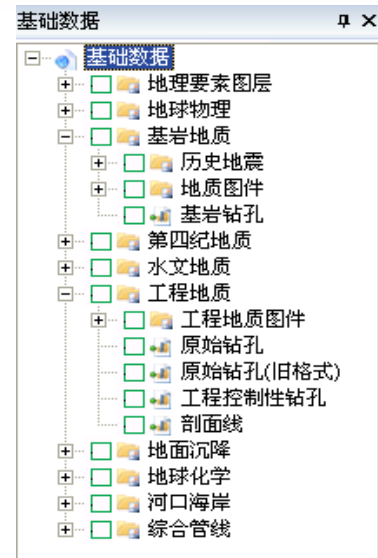 基础数据
基础数据
地理要素图层
地球物理
基岩地质
历史地震
地质图件
基岩钻孔
第四纪地质
水文地质
工程地质
工程地质图件
原始钻孔
原始钻孔(旧格式)
工程控制性钻孔
剖面线
地面沉降
地球化学
河口海岸
综合管线